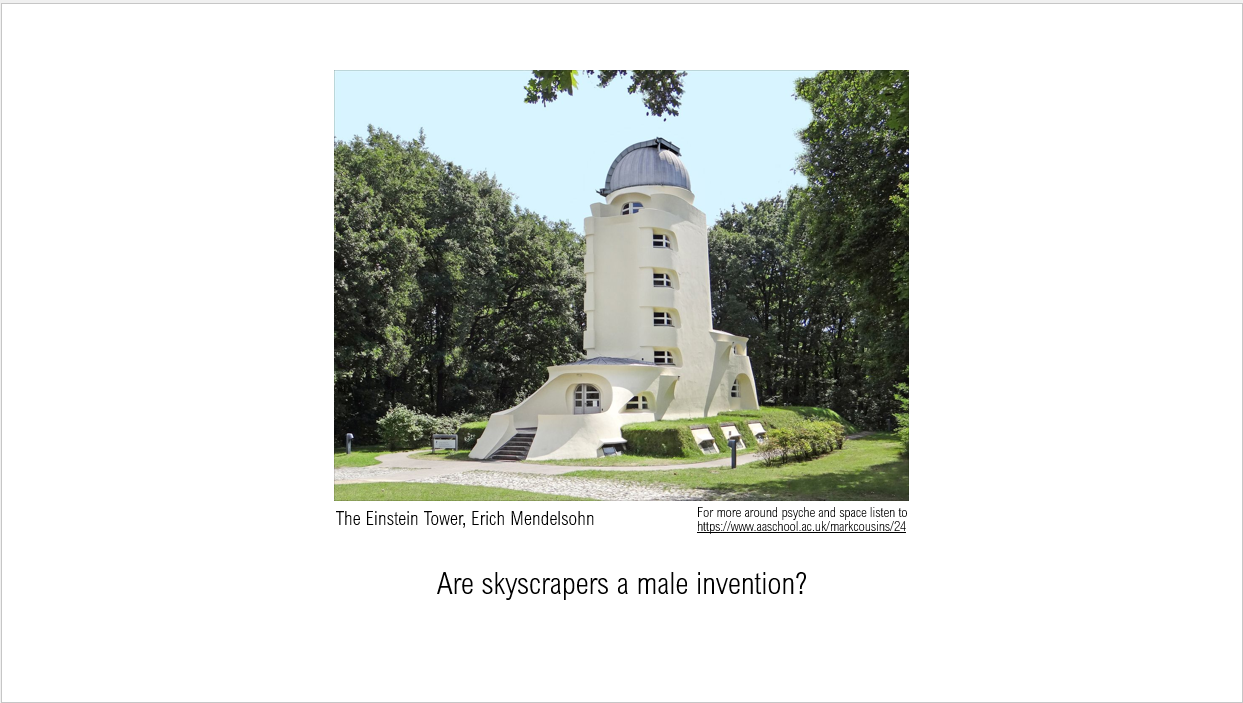 The Einstein Tower, Erich Mendelsohn
For more around psyche and space listen to
https://www.aaschool.ac.uk/markcousins/24
Are skyscrapers a male invention?